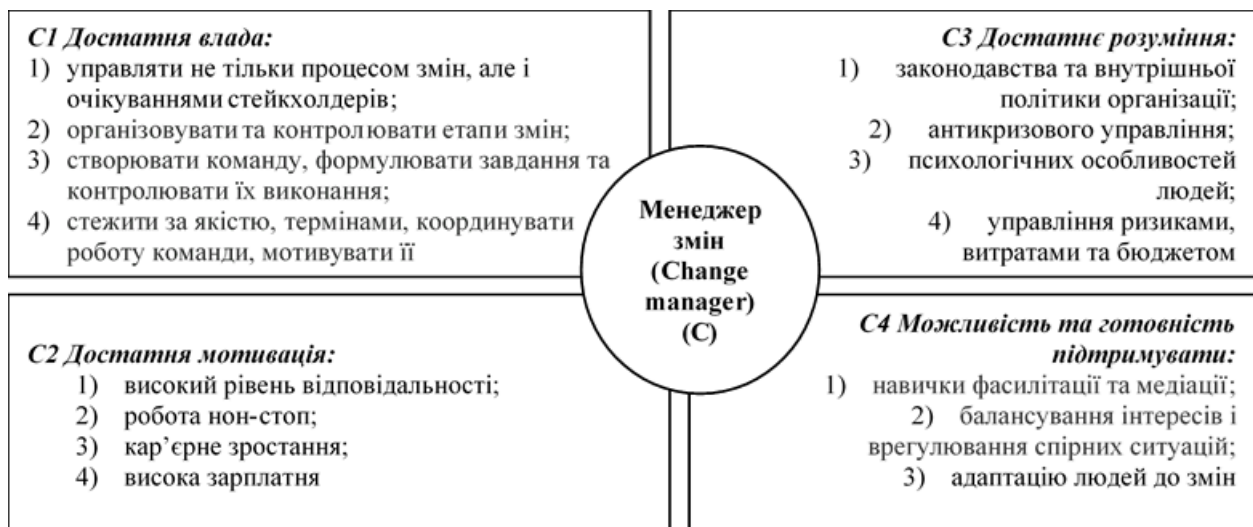 С1 Достатня влада:
1) управляти не тільки процесом змін, але і
очікуваннями стейкхолдерів;
2) організовувати та контролювати етапи змін;
3) створювати команду, формулювати завдання та
контролювати їх виконання;
4) стежити за якістю, термінами, координувати
роботу команди, мотивувати її
С3 Достатнє розуміння:
1) законодавства та внутрішньої
політики організації;
2) антикризового управління;
3) психологічних особливостей
людей;
4) управління ризиками,
витратами та бюджетом
Менеджер
змін
(Change
manager)
(С)
С2 Достатня мотивація:
1) високий рівень відповідальності;
2) робота нон-стоп;
3) кар’єрне зростання;
4) висока зарплатня
С4 Можливість та готовність
підтримувати:
1) навички фасилітації та медіації;
2) балансування інтересів і
врегулювання спірних ситуацій;
3) адаптацію людей до змін